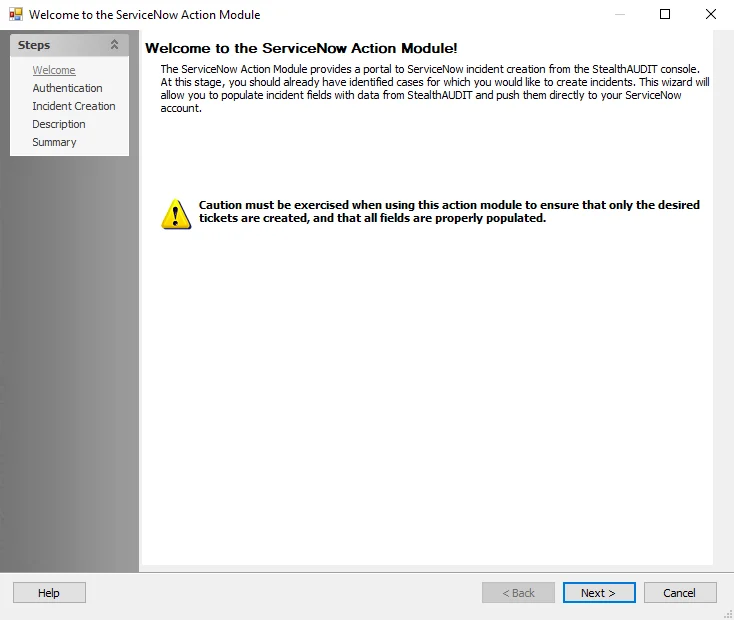 Welcome to the ServiceNow Action Module
Steps
Welcome
Authentication
Incident Creation
Description
Summary
Welcome to the ServiceNow Action Module!
The ServiceNow Action Module provides a portal to ServiceNow incident creation from the StealthAUDIT console.
At this stage, you should already have identified cases for which you would like to create incidents. This wizard will
allow you to populate incident fields with data from StealthAUDIT and push them directly to your ServiceNow
account.
Caution must be exercised when using this action module to ensure that only the desired
tickets are created, and that all fields are properly populated.
Help
< Back
Next >
Cancel